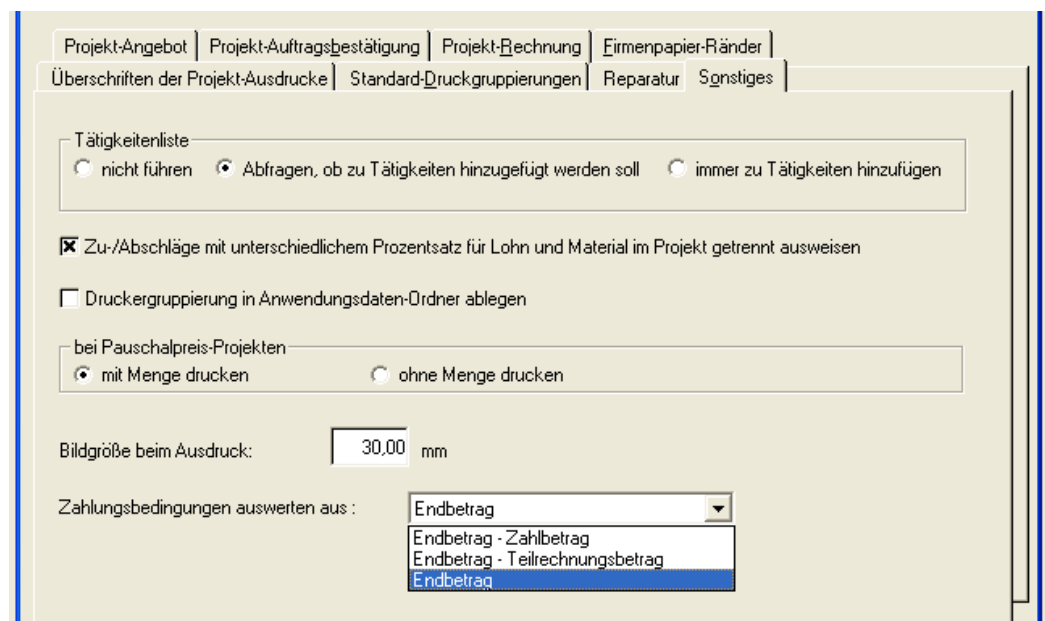 Projekt-Angebot Projekt-Auftragsbestätigung Projekt-Rechnung Firmenpapier-Ränder
Überschriften der Projekt-Ausdrucke Standard-Druckgruppierungen Reparatur Sonstiges
Tätigkeitenliste
nicht führen Abfragen, ob zu Tätigkeiten hinzugefügt werden soll immer zu Tätigkeiten hinzufügen
Zu-/Abschläge mit unterschiedlichem Prozentsatz für Lohn und Material im Projekt getrennt ausweisen
Druckergruppierung in Anwendungsdaten-Ordner ablegen
bei Pauschalpreis-Projekten
mit Menge drucken ohne Menge drucken
Bildgröße beim Ausdruck: 30,00 mm
Zahlungsbedingungen auswerten aus : Endbetrag
Endbetrag - Zahlbetrag
Endbetrag - Teilrechnungsbetrag
Endbetrag